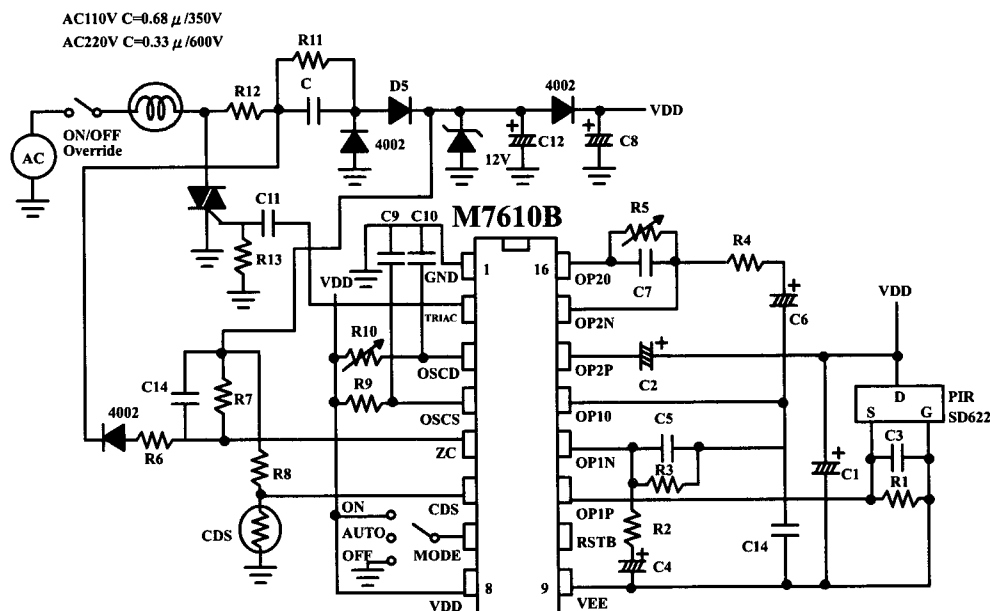 AC110V C=0.68 μ/350V
AC220V C=0.33 μ/600V
R11
C
D5
4002
VDD
R12
ON/OFF
Override
AC
4002
12V
C12
C8
C11
R13
C9 C10
M7610B
R5
R4
C7
C6
VDD
GND
1
16
OP20
VDD
TRIAC
OP2N
R10
OSCD
OP2P
C2
PIR
SD622
D
S G
R9
OSCS
OP10
C14
R7
4002
R6
ZC
OP1N
C5
R3
C3
R1
C1
R8
CDS
CDS
OP1P
R2
ON
AUTO
OFF
MODE
RSTB
C4
C14
8
9
VDD
VEE